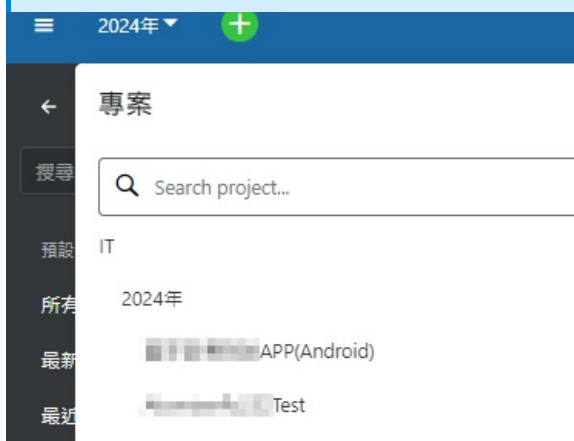 2024年
專案
搜尋
Search project...
預設
IT
所有
2024年
最新
APP(Android)
最近
Test